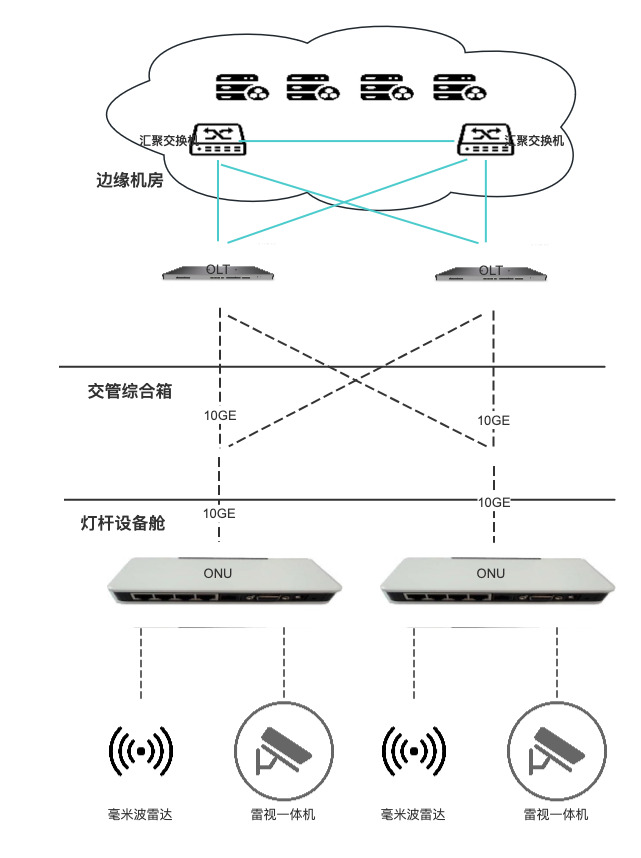 汇聚交换机
汇聚交换机
边缘机房
OLT
OLT
交管综合箱
10GE
10GE
10GE
10GE
灯杆设备舱
ONU
ONU
毫米波雷达
雷视一体机
毫米波雷达
雷视一体机